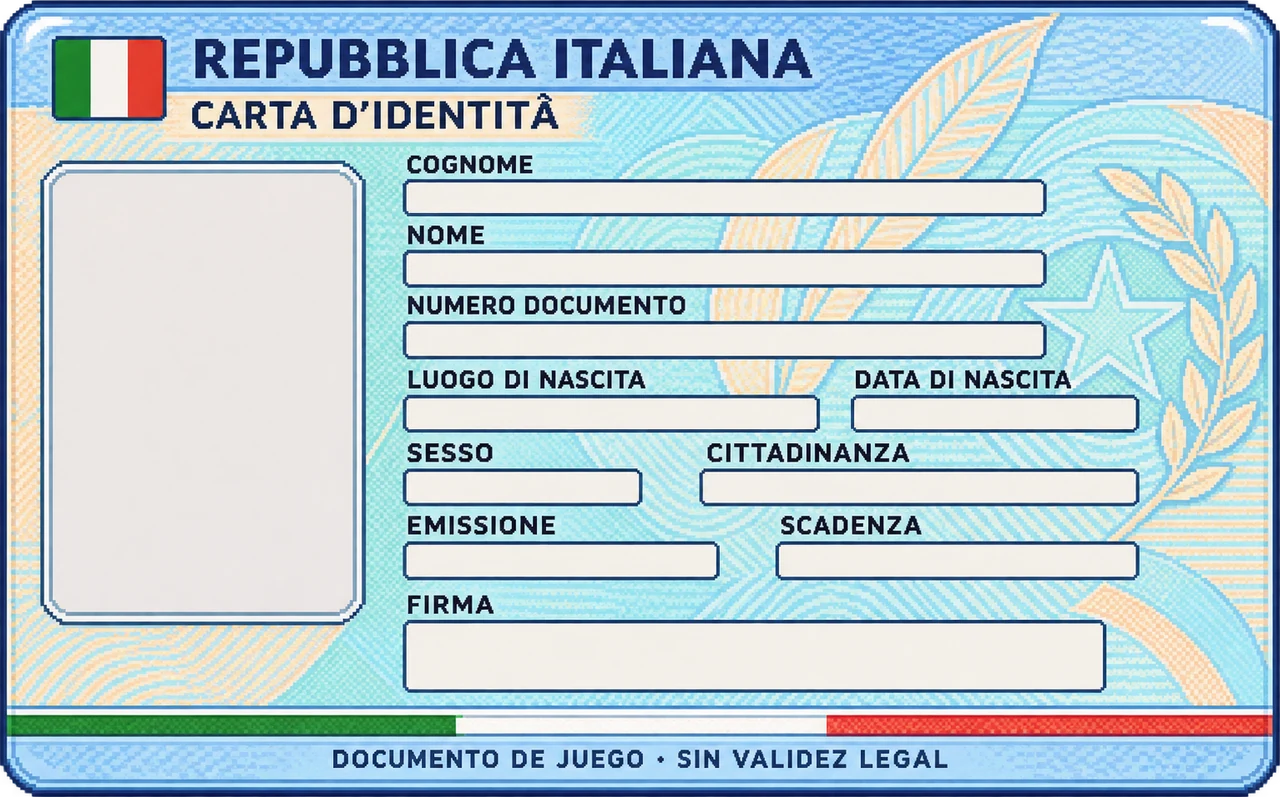 REPUBBLICA ITALIANA
CARTA D'IDENTITÂ
COGNOME
NOME
NUMERO DOCUMENTO
LUOGO DI NASCITA DATA DI NASCITA
SESSO CITTADINANZA
EMISSIONE SCADENZA
FIRMA
DOCUMENTO DE JUEGO • SIN VALIDEZ LEGAL